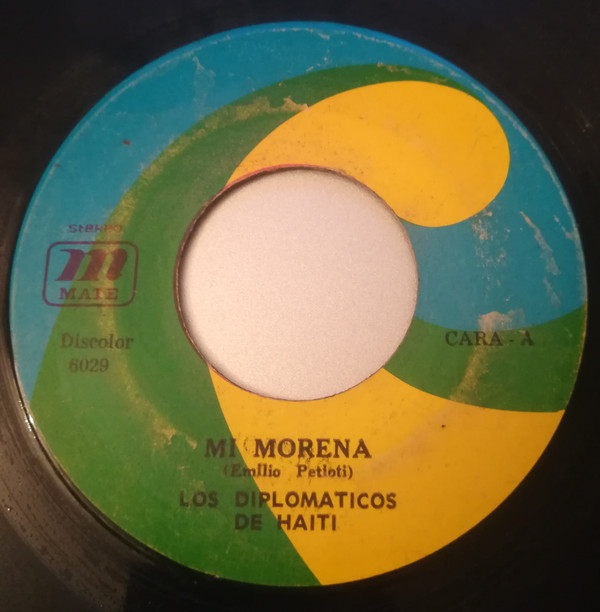 Stereo
m
MATE
Discolor
6029
CARA - A
MI MORENA
(Emilio Petioti)
LOS DIPLOMATICOS
DE HAITI